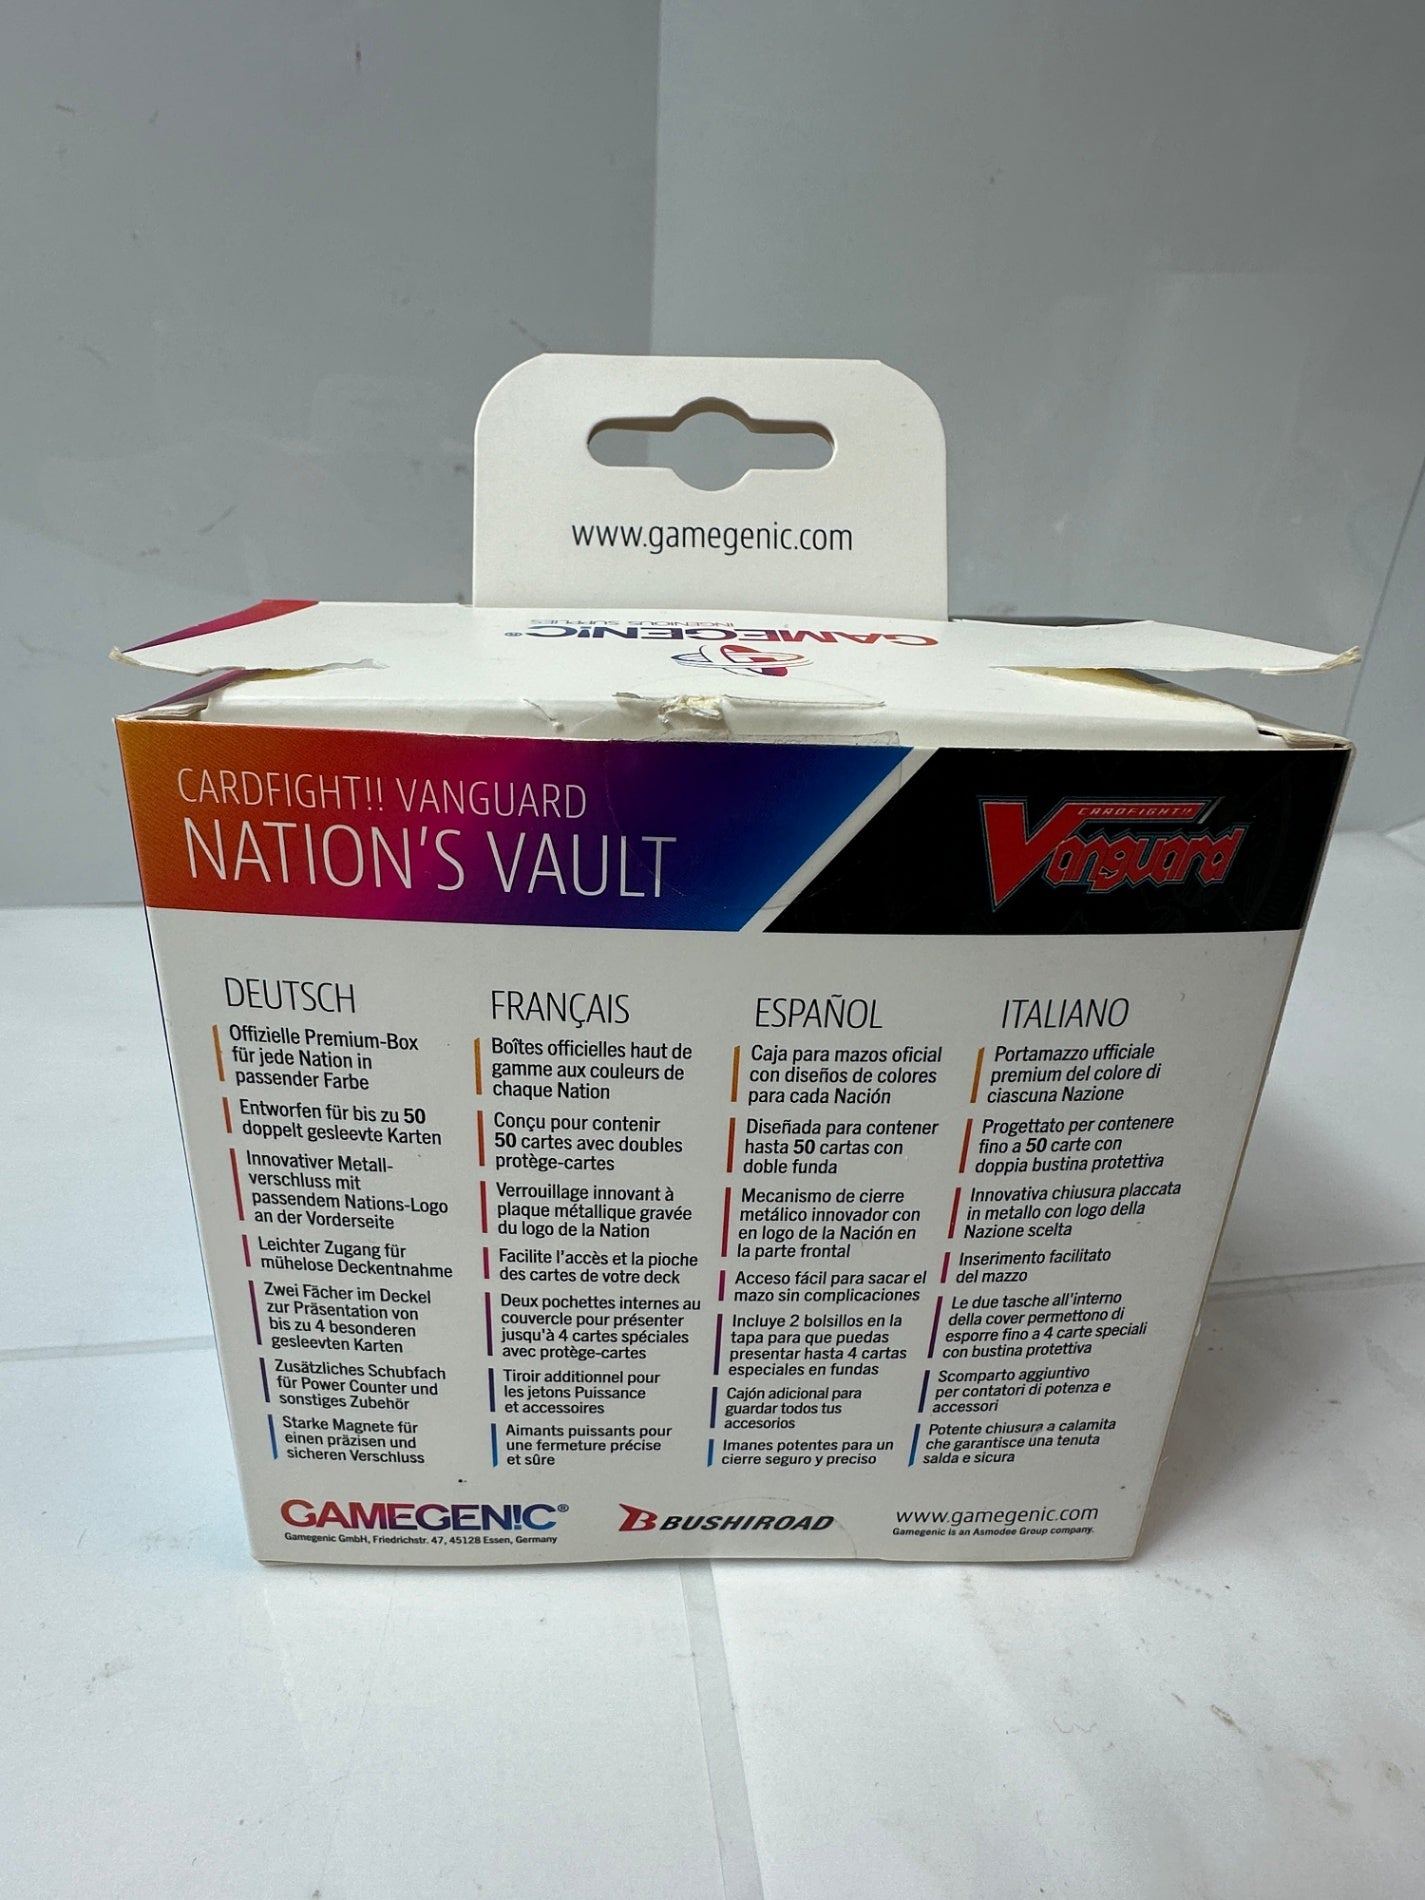 www.gamegenic.com
GAMEGEN!C®
INGENIOUS SUPPLIES
CARDFIGHT!! VANGUARD
NATION'S VAULT
CARDFIGHT!!
Vanguard
DEUTSCH
Offizielle Premium-Box
für jede Nation in
passender Farbe
Entworfen für bis zu 50
doppelt gesleevte Karten
Innovativer Metall-
verschluss mit
passendem Nations-Logo
an der Vorderseite
Leichter Zugang für
mühelose Deckentnahme
Zwei Fächer im Deckel
zur Präsentation von
bis zu 4 besonderen
gesleevten Karten
Zusätzliches Schubfach
für Power Counter und
sonstiges Zubehör
Starke Magnete für
einen präzisen und
sicheren Verschluss
FRANÇAIS
Boîtes officielles haut de
gamme aux couleurs de
chaque Nation
Conçu pour contenir
50 cartes avec doubles
protège-cartes
Verrouillage innovant à
plaque métallique gravée
du logo de la Nation
Facilite l'accès et la pioche
des cartes de votre deck
Deux pochettes internes au
couvercle pour présenter
jusqu'à 4 cartes spéciales
avec protège-cartes
Tiroir additionnel pour
les jetons Puissance
et accessoires
Aimants puissants pour
une fermeture précise
et sûre
ESPAÑOL
Caja para mazos oficial
con diseños de colores
para cada Nación
Diseñada para contener
hasta 50 cartas con
doble funda
Mecanismo de cierre
metálico innovador con
en logo de la Nación en
la parte frontal
Acceso fácil para sacar el
mazo sin complicaciones
Incluye 2 bolsillos en la
tapa para que puedas
presentar hasta 4 cartas
especiales en fundas
Cajón adicional para
guardar todos tus
accesorios
Imanes potentes para un
cierre seguro y preciso
ITALIANO
Portamazzo ufficiale
premium del colore di
ciascuna Nazione
Progettato per contenere
fino a 50 carte con
doppia bustina protettiva
Innovativa chiusura placcata
in metallo con logo della
Nazione scelta
Inserimento facilitato
del mazzo
Le due tasche all'interno
della cover permettono di
esporre fino a 4 carte speciali
con bustina protettiva
Scomparto aggiuntivo
per contatori di potenza e
accessori
Potente chiusura a calamita
che garantisce una tenuta
salda e sicura
GAMEGEN!C®
Gamegenic GmbH, Friedrichstr. 47, 45128 Essen, Germany
BUSHIROAD
www.gamegenic.com
Gamegenic is an Asmodee Group company.